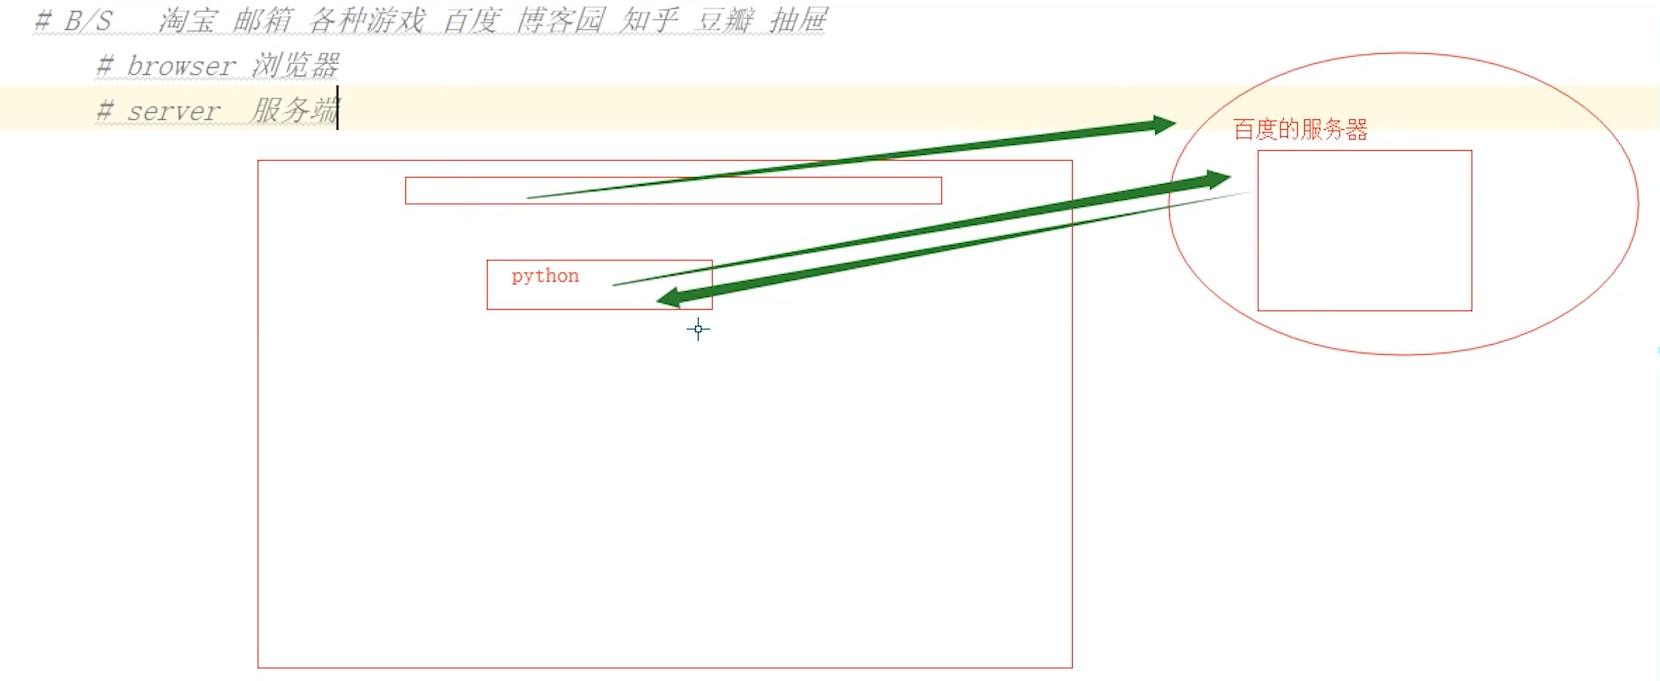 # B/S 淘宝 邮箱 各种游戏 百度 博客园 知乎 豆瓣 抽屉
# browser 浏览器
# server 服务端
百度的服务器
python